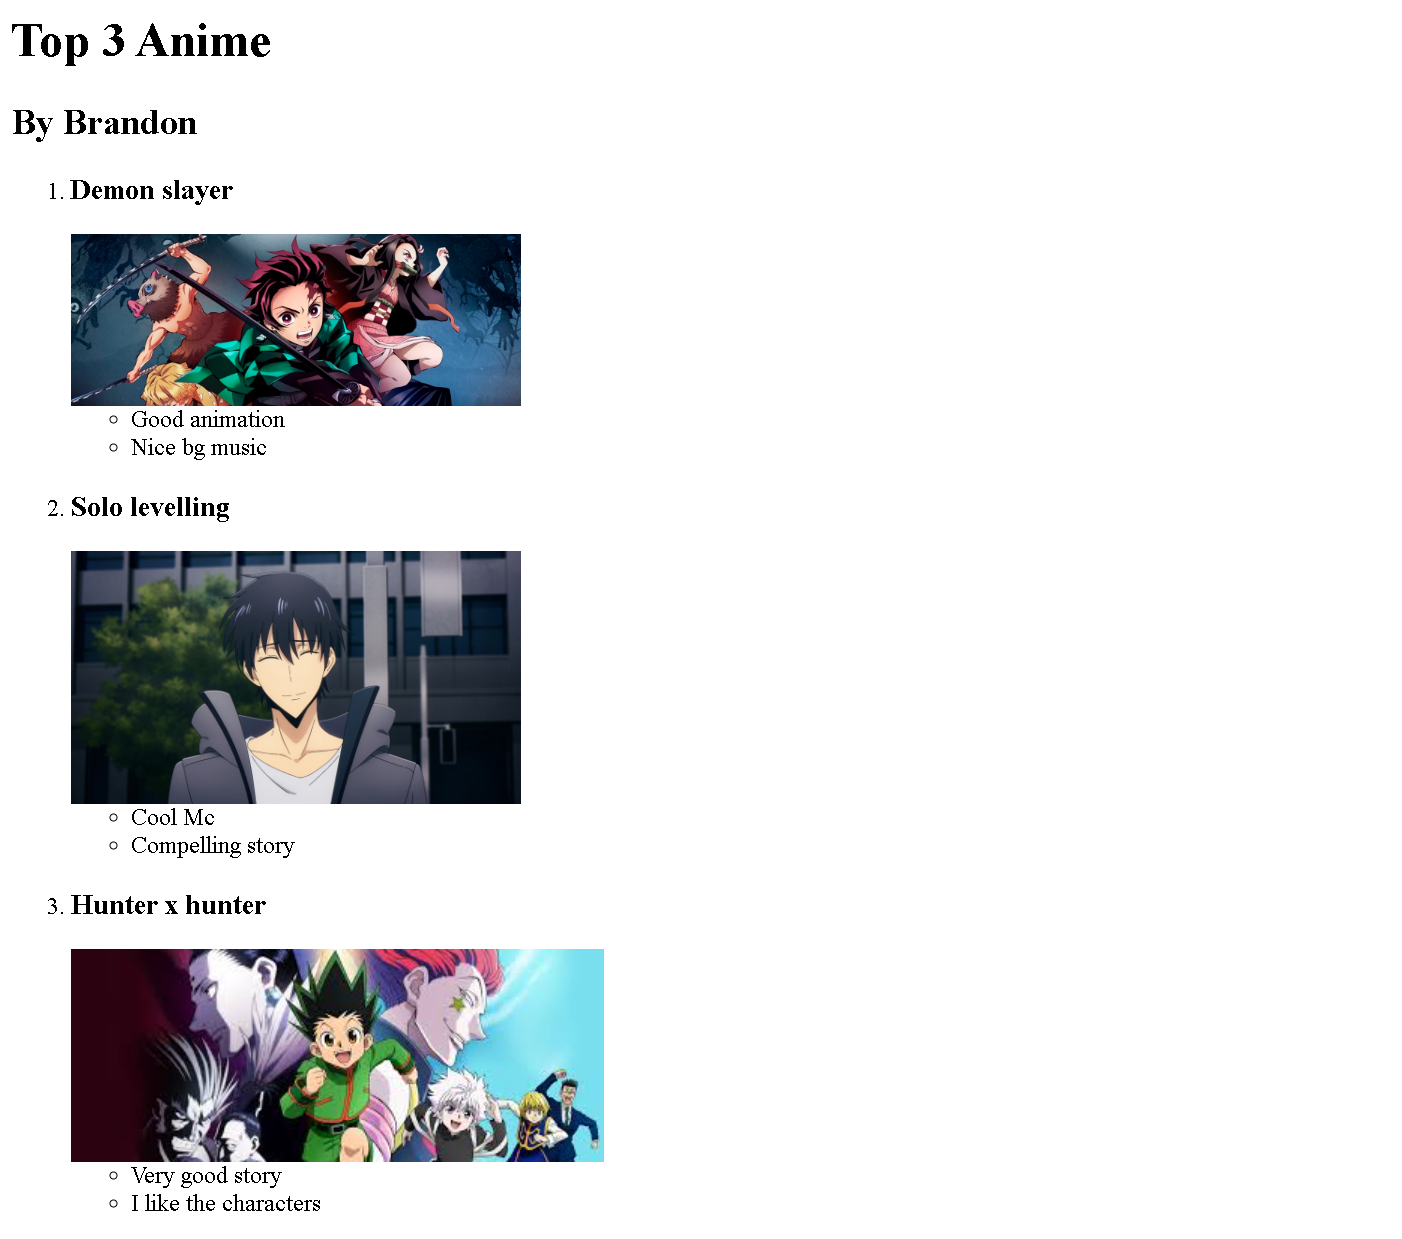 Top 3 Anime
By Brandon
1. Demon slayer
Good animation
Nice bg music
2. Solo levelling
Cool Mc
Compelling story
3. Hunter x hunter
Very good story
I like the characters